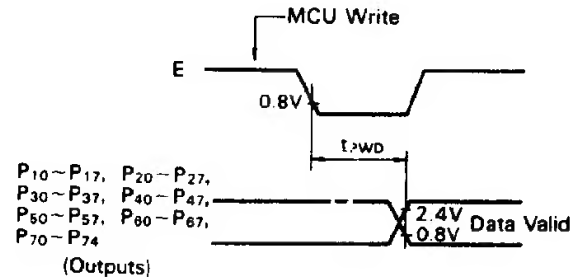 MCU Write
E
0.8V
tPWD
P10~P17, P20~P27,
P30~P37, P40~P47,
P50~P57, P60~P67,
P70~P74
(Outputs)
2.4V
0.8V
Data Valid